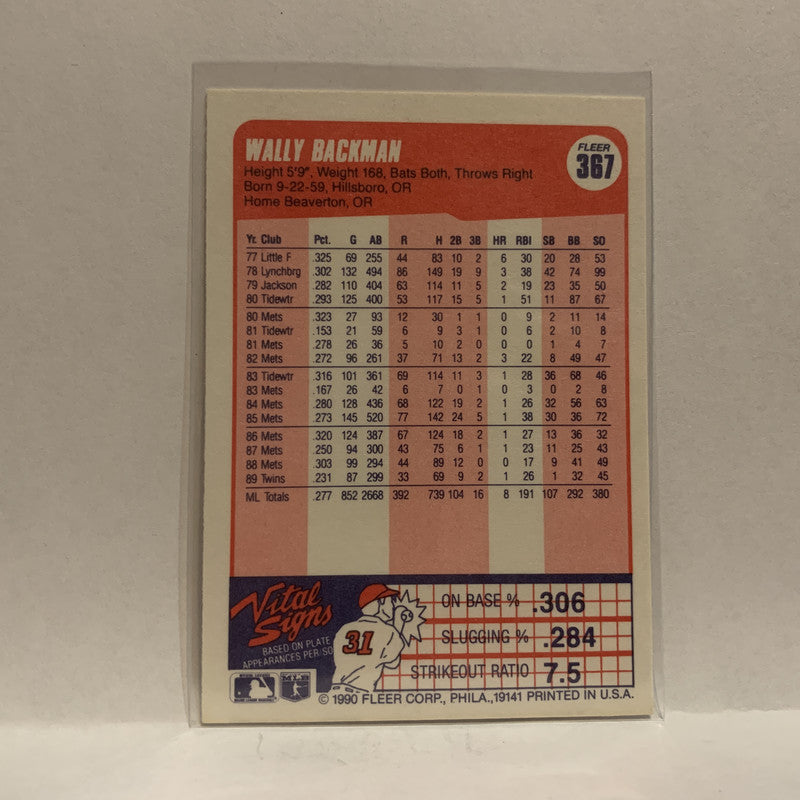 WALLY BACKMAN
FLEER
367
Height 5'9", Weight 168, Bats Both, Throws Right
Born 9-22-59, Hillsboro, OR
Home Beaverton, OR
Yr. Club Pct. G AB R H 2B 3B HR RBI SB BB SO
77 Little F .325 69 255 44 83 10 2 6 30 20 28 53
78 Lynchbrg .302 132 494 86 149 19 9 3 38 42 74 99
79 Jackson .282 110 404 63 114 11 5 2 19 23 35 50
80 Tidewtr .293 125 400 53 117 15 5 1 51 11 87 67
80 Mets .323 27 93 12 30 1 1 0 9 2 11 14
81 Tidewtr .153 21 59 6 9 3 1 0 6 2 10 8
81 Mets .278 26 36 5 10 2 0 0 0 1 4 7
82 Mets .272 96 261 37 71 13 2 3 22 8 49 47
83 Tidewtr .316 101 361 69 114 11 3 1 28 36 68 46
83 Mets .167 26 42 6 7 0 1 0 3 0 2 8
84 Mets .280 128 436 68 122 19 2 1 26 32 56 63
85 Mets .273 145 520 77 142 24 5 1 38 30 36 72
86 Mets .320 124 387 67 124 18 2 1 27 13 36 32
87 Mets .250 94 300 43 75 6 1 1 23 11 25 43
88 Mets .303 99 294 44 89 12 0 0 17 9 41 49
89 Twins .231 87 299 33 69 9 2 1 26 1 32 45
ML Totals .277 852 2668 392 739 104 16 8 191 107 292 380
Vital Signs
BASED ON PLATE APPEARANCES PER/SO
31
ON BASE % .306
SLUGGING % .284
STRIKEOUT RATIO 7.5
© 1990 FLEER CORP., PHILA.,19141 PRINTED IN U.S.A.